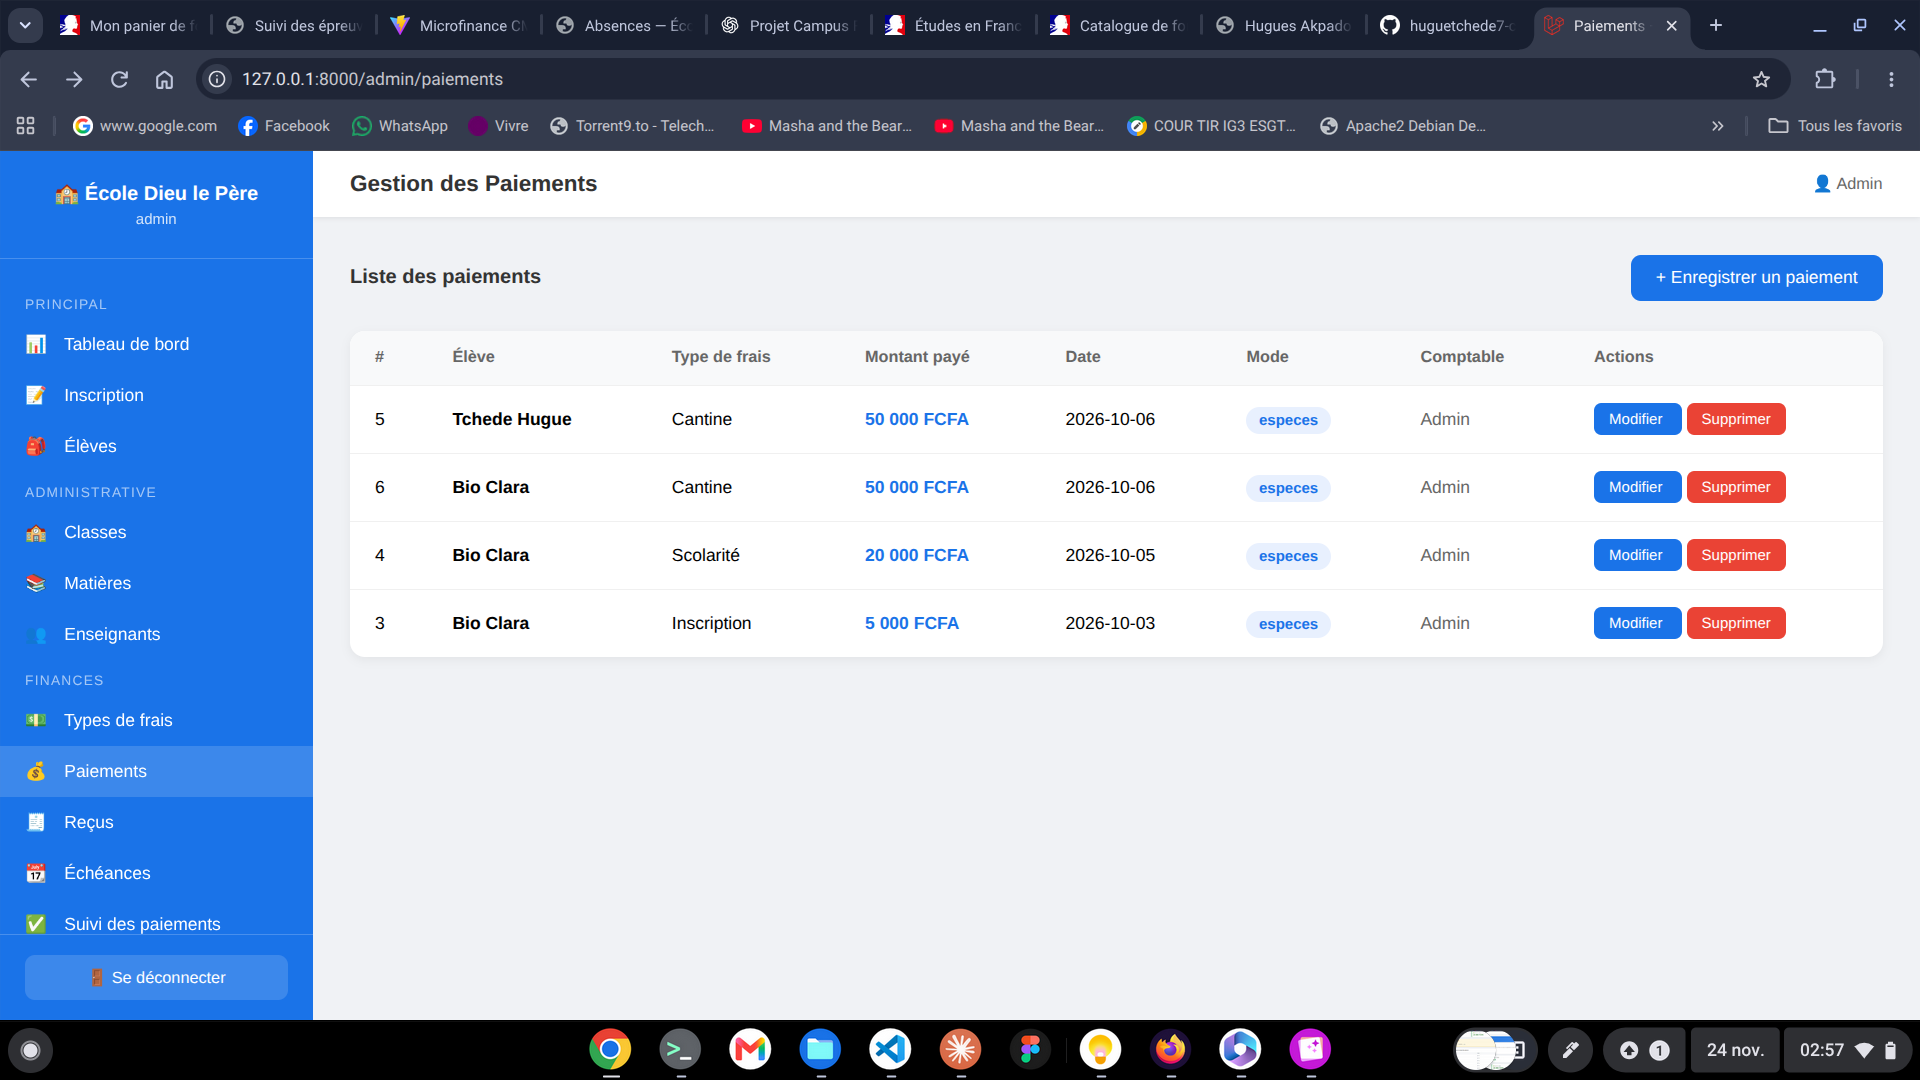 Mon panier de f
Suivi des épreuv
Microfinance CM
Absences — Éco
Projet Campus
Études en Franc
Catalogue de fo
Hugues Akpado
huguetchede7-c
Paiements
127.0.0.1:8000/admin/paiements
www.google.com
Facebook
WhatsApp
Vivre
Torrent9.to - Telech...
Masha and the Bear...
Masha and the Bear...
COUR TIR IG3 ESGT...
Apache2 Debian De...
Tous les favoris
École Dieu le Père
admin
PRINCIPAL
Tableau de bord
Inscription
Élèves
ADMINISTRATIVE
Classes
Matières
Enseignants
FINANCES
Types de frais
Paiements
Reçus
Échéances
Suivi des paiements
Se déconnecter
Gestion des Paiements
Admin
Liste des paiements
+ Enregistrer un paiement
# Élève Type de frais Montant payé Date Mode Comptable Actions
5 Tchede Hugue Cantine 50 000 FCFA 2026-10-06 especes Admin Modifier Supprimer
6 Bio Clara Cantine 50 000 FCFA 2026-10-06 especes Admin Modifier Supprimer
4 Bio Clara Scolarité 20 000 FCFA 2026-10-05 especes Admin Modifier Supprimer
3 Bio Clara Inscription 5 000 FCFA 2026-10-03 especes Admin Modifier Supprimer
1
24 nov.
02:57